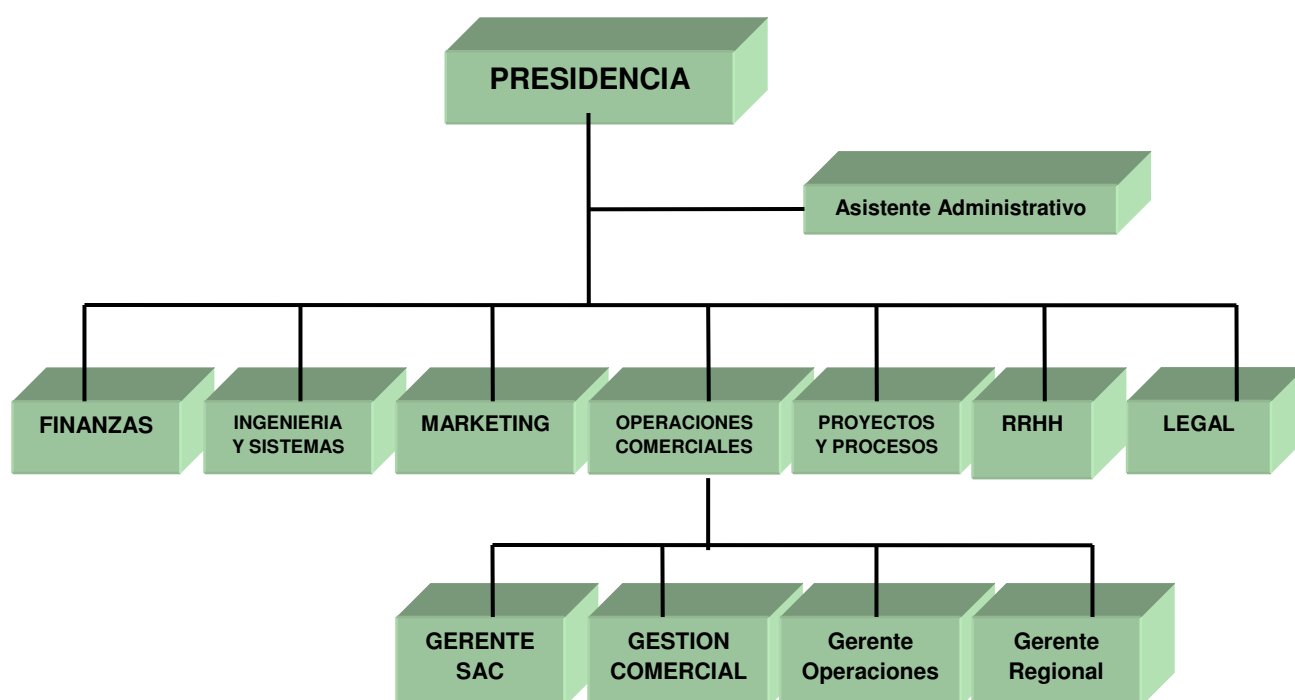 PRESIDENCIA
Asistente Administrativo
FINANZAS
INGENIERIA
Y SISTEMAS
MARKETING
OPERACIONES
COMERCIALES
PROYECTOS
Y PROCESOS
RRHH
LEGAL
GERENTE
SAC
GESTION
COMERCIAL
Gerente
Operaciones
Gerente
Regional